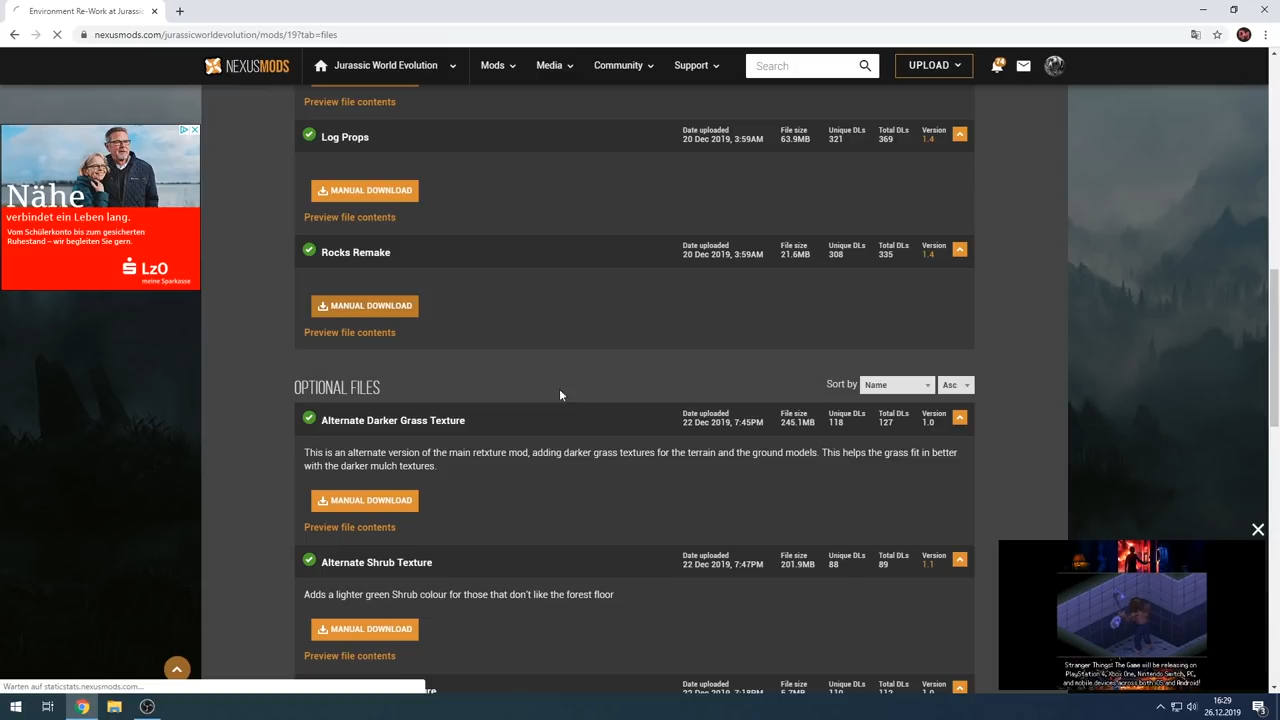 Environment Re-Work at Jurassic
nexusmods.com/jurassicworldevolution/mods/19?tab=files
NEXUSMODS
Jurassic World Evolution
Mods
Media
Community
Support
Search
UPLOAD
74
Preview file contents
Log Props
Date uploaded
20 Dec 2019, 3:59AM
File size
63.9MB
Unique DLs
321
Total DLs
369
Version
1.4
MANUAL DOWNLOAD
Preview file contents
Rocks Remake
Date uploaded
20 Dec 2019, 3:59AM
File size
21.6MB
Unique DLs
308
Total DLs
335
Version
1.4
MANUAL DOWNLOAD
Preview file contents
OPTIONAL FILES
Sort by
Name
Asc
Alternate Darker Grass Texture
Date uploaded
22 Dec 2019, 7:45PM
File size
245.1MB
Unique DLs
118
Total DLs
127
Version
1.0
This is an alternate version of the main retxture mod, adding darker grass textures for the terrain and the ground models. This helps the grass fit in better
with the darker mulch textures.
MANUAL DOWNLOAD
Preview file contents
Alternate Shrub Texture
Date uploaded
22 Dec 2019, 7:47PM
File size
201.9MB
Unique DLs
88
Total DLs
89
Version
1.1
Adds a lighter green Shrub colour for those that don't like the forest floor
MANUAL DOWNLOAD
Preview file contents
Nähe
verbindet ein Leben lang.
Vom Schülerkonto bis zum gesicherten
Ruhestand – wir begleiten Sie gern.
LzO
meine Sparkasse
Stranger Things: The Game will be releasing on
PlayStation 4, Xbox One, Nintendo Switch, PC,
and mobile devices across both iOS and Android!
Warten auf staticstats.nexusmods.com...
16:29
26.12.2019
3